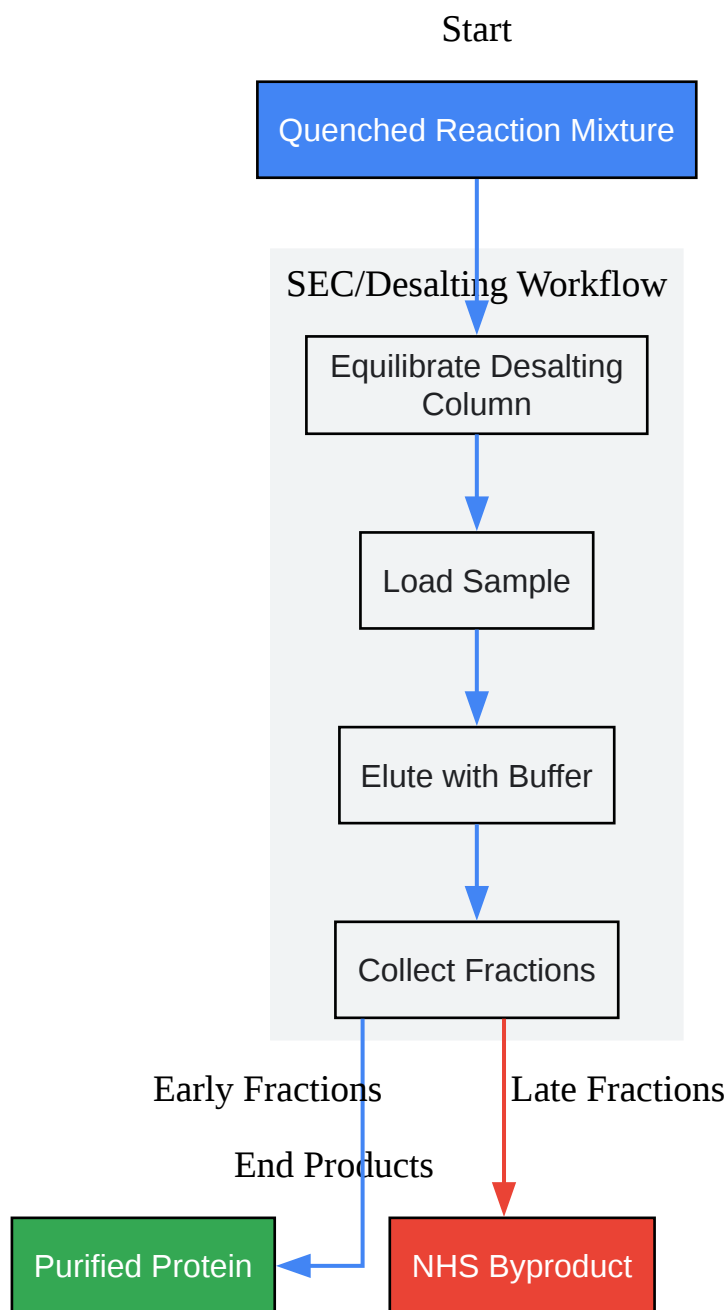 Start
Quenched Reaction Mixture
SEC/Desalting Workflow
Equilibrate Desalting
Column
Load Sample
Elute with Buffer
Collect Fractions
Early Fractions
Late Fractions
End Products
Purified Protein
NHS Byproduct